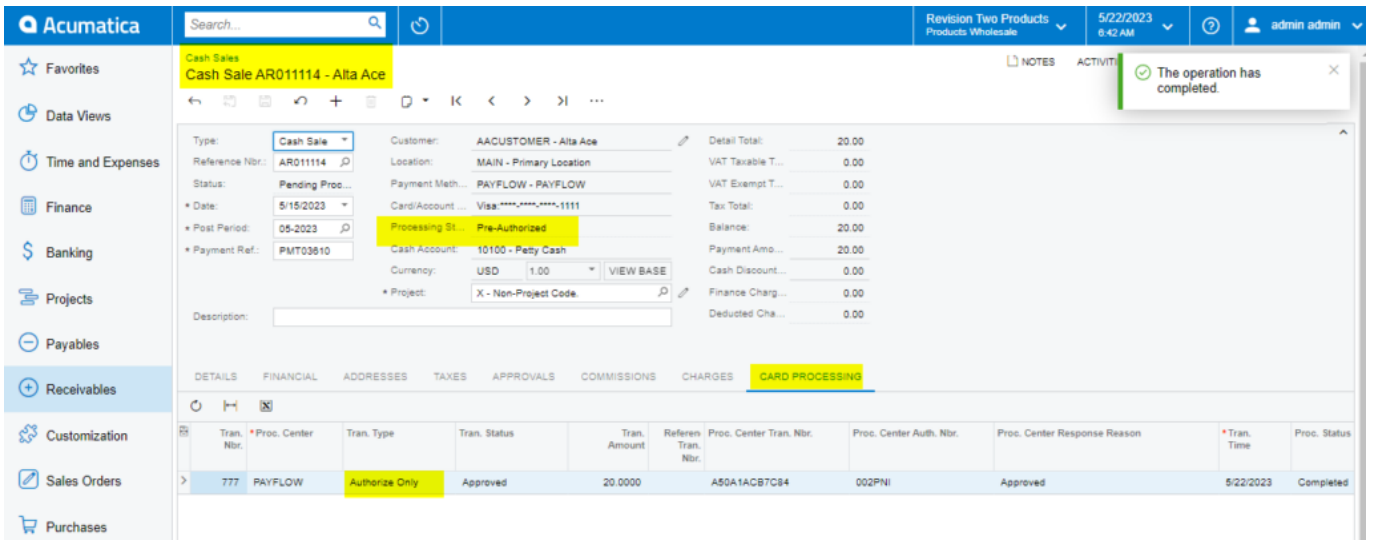 Acumatica
Search...
Revision Two Products
Products Wholesale
5/22/2023
6:42 AM
admin admin
Favorites
Data Views
Time and Expenses
Finance
Banking
Projects
Payables
Receivables
Customization
Sales Orders
Purchases
Cash Sales
Cash Sale AR011114 - Alta Ace
NOTES
ACTIVITI
The operation has
completed.
Type: Cash Sale
Reference Nbr.: AR011114
Status: Pending Proc...
* Date: 5/15/2023
* Post Period: 05-2023
* Payment Ref.: PMT03610
Description:
Customer: AACUSTOMER - Alta Ace
Location: MAIN - Primary Location
Payment Meth... PAYFLOW - PAYFLOW
Card/Account ... Visa:****-****-****-1111
Processing St... Pre-Authorized
Cash Account: 10100 - Petty Cash
Currency: USD 1.00 VIEW BASE
* Project: X - Non-Project Code.
Detail Total: 20.00
VAT Taxable T... 0.00
VAT Exempt T... 0.00
Tax Total: 0.00
Balance: 20.00
Payment Amo... 20.00
Cash Discount... 0.00
Finance Charg... 0.00
Deducted Cha... 0.00
DETAILS FINANCIAL ADDRESSES TAXES APPROVALS COMMISSIONS CHARGES CARD PROCESSING
Tran. Nbr. * Proc. Center Tran. Type Tran. Status Tran. Amount Referen Tran. Nbr. Proc. Center Tran. Nbr. Proc. Center Auth. Nbr. Proc. Center Response Reason * Tran. Time Proc. Status
777 PAYFLOW Authorize Only Approved 20.0000 A50A1ACB7C84 002PNI Approved 5/22/2023 Completed